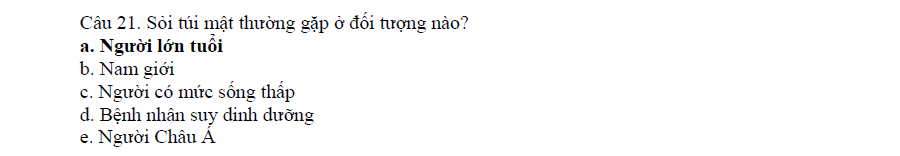 Câu 21. Sỏi túi mật thường gặp ở đối tượng nào?
a. Người lớn tuổi
b. Nam giới
c. Người có mức sống thấp
d. Bệnh nhân suy dinh dưỡng
e. Người Châu Á